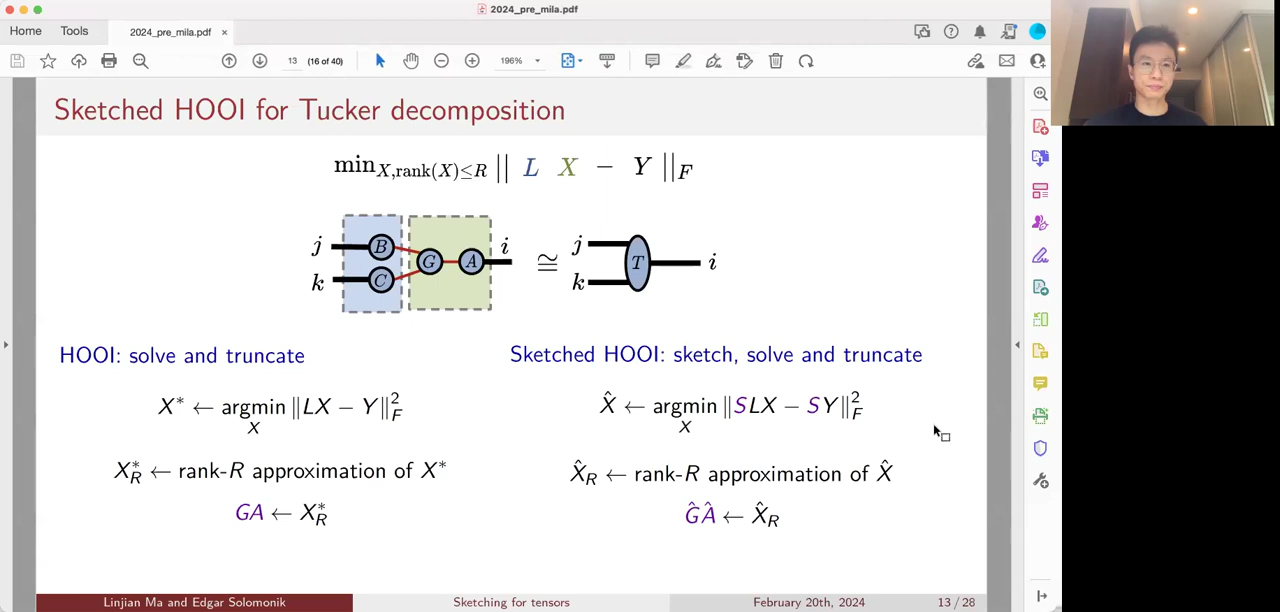 2024_pre_mila.pdf
Home Tools 2024_pre_mila.pdf ×
13 (16 of 40) 196%
Sketched HOOI for Tucker decomposition
min_{X,rank(X)≤R} || L X − Y ||_F
j B G A i ≅ j T i
k C k
HOOI: solve and truncate
X* ← argmin_X ‖LX − Y‖²_F
X*_R ← rank-R approximation of X*
GA ← X*_R
Sketched HOOI: sketch, solve and truncate
X̂ ← argmin_X ‖SLX − SY‖²_F
X̂_R ← rank-R approximation of X̂
ĜÂ ← X̂_R
Linjian Ma and Edgar Solomonik Sketching for tensors February 20th, 2024 13 / 28